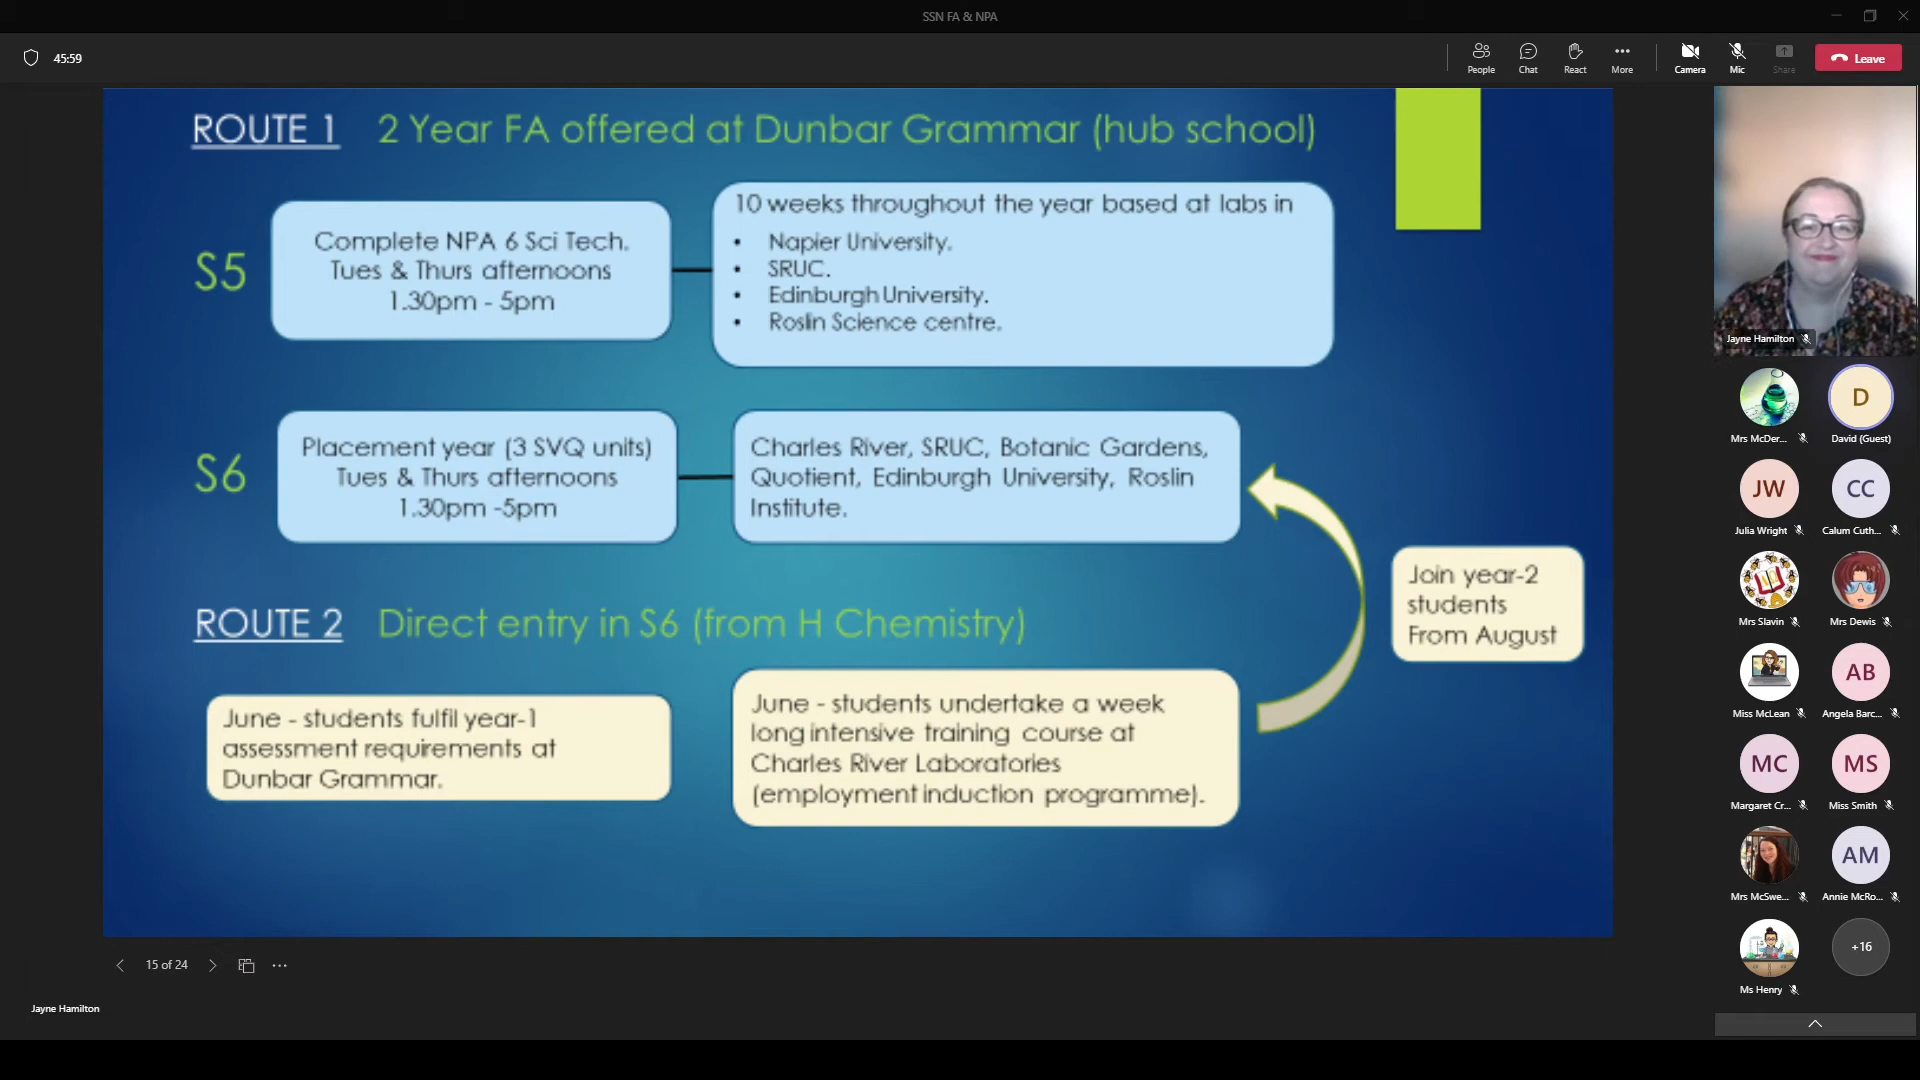 SSN FA & NPA
45:59
People
Chat
React
More
Camera
Mic
Share
Leave
ROUTE 1 2 Year FA offered at Dunbar Grammar (hub school)
S5
Complete NPA 6 Sci Tech.
Tues & Thurs afternoons
1.30pm - 5pm
10 weeks throughout the year based at labs in
• Napier University.
• SRUC.
• Edinburgh University.
• Roslin Science centre.
S6
Placement year (3 SVQ units)
Tues & Thurs afternoons
1.30pm -5pm
Charles River, SRUC, Botanic Gardens,
Quotient, Edinburgh University, Roslin
Institute.
Join year-2
students
From August
ROUTE 2 Direct entry in S6 (from H Chemistry)
June - students fulfil year-1
assessment requirements at
Dunbar Grammar.
June - students undertake a week
long intensive training course at
Charles River Laboratories
(employment induction programme).
15 of 24
Jayne Hamilton
Jayne Hamilton
Mrs McDer...
D
David (Guest)
JW
Julia Wright
CC
Calum Cuth...
Mrs Slavin
Mrs Dewis
Miss McLean
AB
Angela Barc...
MC
Margaret Cr...
MS
Miss Smith
Mrs McSwe...
AM
Annie McRo...
Ms Henry
+16